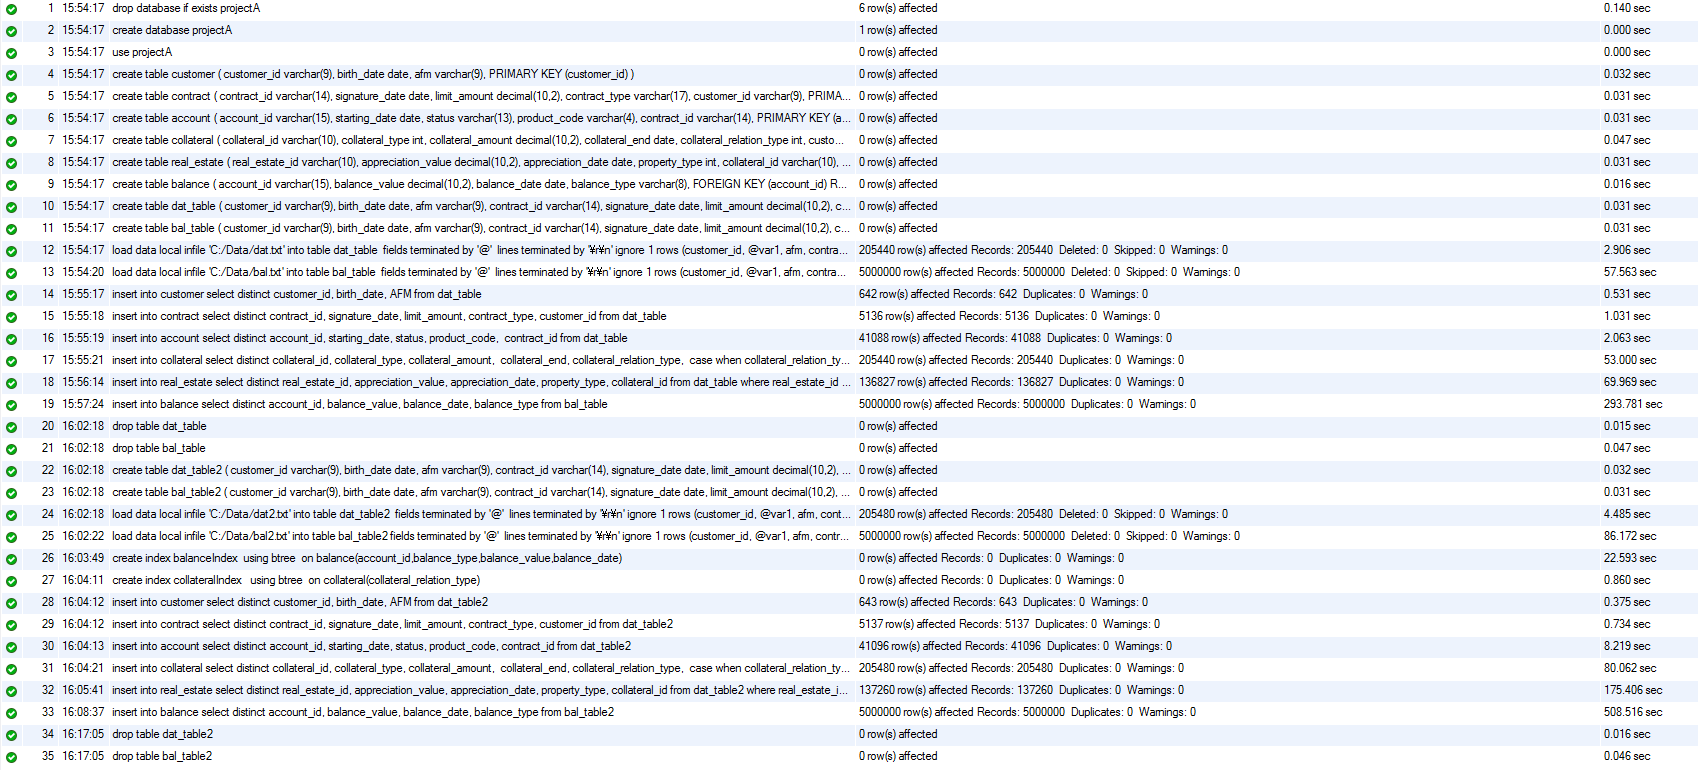 1 15:54:17 drop database if exists projectA 6 row(s) affected 0.140 sec
2 15:54:17 create database projectA 1 row(s) affected 0.000 sec
3 15:54:17 use projectA 0 row(s) affected 0.000 sec
4 15:54:17 create table customer ( customer_id varchar(9), birth_date date, afm varchar(9), PRIMARY KEY (customer_id) ) 0 row(s) affected 0.032 sec
5 15:54:17 create table contract ( contract_id varchar(14), signature_date date, limit_amount decimal(10,2), contract_type varchar(17), customer_id varchar(9), PRIMA... 0 row(s) affected 0.031 sec
6 15:54:17 create table account ( account_id varchar(15), starting_date date, status varchar(13), product_code varchar(4), contract_id varchar(14), PRIMARY KEY (a... 0 row(s) affected 0.031 sec
7 15:54:17 create table collateral ( collateral_id varchar(10), collateral_type int, collateral_amount decimal(10,2), collateral_end date, collateral_relation_type int, custo... 0 row(s) affected 0.047 sec
8 15:54:17 create table real_estate ( real_estate_id varchar(10), appreciation_value decimal(10,2), appreciation_date date, property_type int, collateral_id varchar(10), ... 0 row(s) affected 0.031 sec
9 15:54:17 create table balance ( account_id varchar(15), balance_value decimal(10,2), balance_date date, balance_type varchar(8), FOREIGN KEY (account_id) R... 0 row(s) affected 0.016 sec
10 15:54:17 create table dat_table ( customer_id varchar(9), birth_date date, afm varchar(9), contract_id varchar(14), signature_date date, limit_amount decimal(10,2), c... 0 row(s) affected 0.031 sec
11 15:54:17 create table bal_table ( customer_id varchar(9), birth_date date, afm varchar(9), contract_id varchar(14), signature_date date, limit_amount decimal(10,2), c... 0 row(s) affected 0.031 sec
12 15:54:17 load data local infile 'C:/Data/dat.txt' into table dat_table fields terminated by '@' lines terminated by '¥r¥n' ignore 1 rows (customer_id, @var1, afm, contra... 205440 row(s) affected Records: 205440 Deleted: 0 Skipped: 0 Warnings: 0 2.906 sec
13 15:54:20 load data local infile 'C:/Data/bal.txt' into table bal_table fields terminated by '@' lines terminated by '¥r¥n' ignore 1 rows (customer_id, @var1, afm, contra... 5000000 row(s) affected Records: 5000000 Deleted: 0 Skipped: 0 Warnings: 0 57.563 sec
14 15:55:17 insert into customer select distinct customer_id, birth_date, AFM from dat_table 642 row(s) affected Records: 642 Duplicates: 0 Warnings: 0 0.531 sec
15 15:55:18 insert into contract select distinct contract_id, signature_date, limit_amount, contract_type, customer_id from dat_table 5136 row(s) affected Records: 5136 Duplicates: 0 Warnings: 0 1.031 sec
16 15:55:19 insert into account select distinct account_id, starting_date, status, product_code, contract_id from dat_table 41088 row(s) affected Records: 41088 Duplicates: 0 Warnings: 0 2.063 sec
17 15:55:21 insert into collateral select distinct collateral_id, collateral_type, collateral_amount, collateral_end, collateral_relation_type, case when collateral_relation_ty... 205440 row(s) affected Records: 205440 Duplicates: 0 Warnings: 0 53.000 sec
18 15:56:14 insert into real_estate select distinct real_estate_id, appreciation_value, appreciation_date, property_type, collateral_id from dat_table where real_estate_id ... 136827 row(s) affected Records: 136827 Duplicates: 0 Warnings: 0 69.969 sec
19 15:57:24 insert into balance select distinct account_id, balance_value, balance_date, balance_type from bal_table 5000000 row(s) affected Records: 5000000 Duplicates: 0 Warnings: 0 293.781 sec
20 16:02:18 drop table dat_table 0 row(s) affected 0.015 sec
21 16:02:18 drop table bal_table 0 row(s) affected 0.047 sec
22 16:02:18 create table dat_table2 ( customer_id varchar(9), birth_date date, afm varchar(9), contract_id varchar(14), signature_date date, limit_amount decimal(10,2), ... 0 row(s) affected 0.032 sec
23 16:02:18 create table bal_table2 ( customer_id varchar(9), birth_date date, afm varchar(9), contract_id varchar(14), signature_date date, limit_amount decimal(10,2), ... 0 row(s) affected 0.031 sec
24 16:02:18 load data local infile 'C:/Data/dat2.txt' into table dat_table2 fields terminated by '@' lines terminated by '¥r¥n' ignore 1 rows (customer_id, @var1, afm, cont... 205480 row(s) affected Records: 205480 Deleted: 0 Skipped: 0 Warnings: 0 4.485 sec
25 16:02:22 load data local infile 'C:/Data/bal2.txt' into table bal_table2 fields terminated by '@' lines terminated by '¥r¥n' ignore 1 rows (customer_id, @var1, afm, contr... 5000000 row(s) affected Records: 5000000 Deleted: 0 Skipped: 0 Warnings: 0 86.172 sec
26 16:03:49 create index balanceIndex using btree on balance(account_id,balance_type,balance_value,balance_date) 0 row(s) affected Records: 0 Duplicates: 0 Warnings: 0 22.593 sec
27 16:04:11 create index collateralIndex using btree on collateral(collateral_relation_type) 0 row(s) affected Records: 0 Duplicates: 0 Warnings: 0 0.860 sec
28 16:04:12 insert into customer select distinct customer_id, birth_date, AFM from dat_table2 643 row(s) affected Records: 643 Duplicates: 0 Warnings: 0 0.375 sec
29 16:04:12 insert into contract select distinct contract_id, signature_date, limit_amount, contract_type, customer_id from dat_table2 5137 row(s) affected Records: 5137 Duplicates: 0 Warnings: 0 0.734 sec
30 16:04:13 insert into account select distinct account_id, starting_date, status, product_code, contract_id from dat_table2 41096 row(s) affected Records: 41096 Duplicates: 0 Warnings: 0 8.219 sec
31 16:04:21 insert into collateral select distinct collateral_id, collateral_type, collateral_amount, collateral_end, collateral_relation_type, case when collateral_relation_ty... 205480 row(s) affected Records: 205480 Duplicates: 0 Warnings: 0 80.062 sec
32 16:05:41 insert into real_estate select distinct real_estate_id, appreciation_value, appreciation_date, property_type, collateral_id from dat_table2 where real_estate_i... 137260 row(s) affected Records: 137260 Duplicates: 0 Warnings: 0 175.406 sec
33 16:08:37 insert into balance select distinct account_id, balance_value, balance_date, balance_type from bal_table2 5000000 row(s) affected Records: 5000000 Duplicates: 0 Warnings: 0 508.516 sec
34 16:17:05 drop table dat_table2 0 row(s) affected 0.016 sec
35 16:17:05 drop table bal_table2 0 row(s) affected 0.046 sec